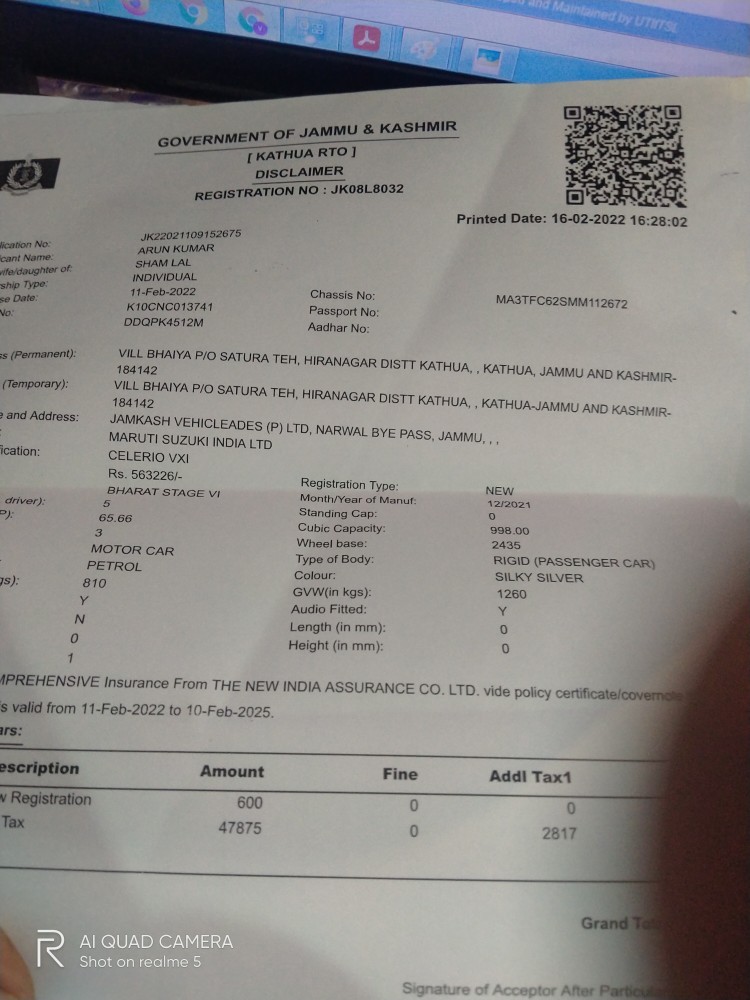 and Maintained by UTIITSL
GOVERNMENT OF JAMMU & KASHMIR
[ KATHUA RTO ]
DISCLAIMER
REGISTRATION NO : JK08L8032
Printed Date: 16-02-2022 16:28:02
lication No: JK22021109152675
icant Name: ARUN KUMAR
wife/daughter of: SHAM LAL
rship Type: INDIVIDUAL
se Date: 11-Feb-2022 Chassis No: MA3TFC62SMM112672
No: K10CNC013741 Passport No:
DDQPK4512M Aadhar No:
ss (Permanent): VILL BHAIYA P/O SATURA TEH, HIRANAGAR DISTT KATHUA, , KATHUA, JAMMU AND KASHMIR-
184142
(Temporary): VILL BHAIYA P/O SATURA TEH, HIRANAGAR DISTT KATHUA, , KATHUA-JAMMU AND KASHMIR-
184142
e and Address: JAMKASH VEHICLEADES (P) LTD, NARWAL BYE PASS, JAMMU, , ,
MARUTI SUZUKI INDIA LTD
ication: CELERIO VXI
Rs. 563226/- Registration Type: NEW
BHARAT STAGE VI Month/Year of Manuf: 12/2021
driver): 5 Standing Cap: 0
P): 65.66 Cubic Capacity: 998.00
3 Wheel base: 2435
MOTOR CAR Type of Body: RIGID (PASSENGER CAR)
PETROL Colour: SILKY SILVER
gs): 810 GVW(in kgs): 1260
Y Audio Fitted: Y
N Length (in mm): 0
0 Height (in mm): 0
1
MPREHENSIVE Insurance From THE NEW INDIA ASSURANCE CO. LTD. vide policy certificate/covernote
s valid from 11-Feb-2022 to 10-Feb-2025.
ars:
escription Amount Fine Addl Tax1
w Registration 600 0 0
Tax 47875 0 2817
Grand To
Signature of Acceptor After Particu
R AI QUAD CAMERA
Shot on realme 5